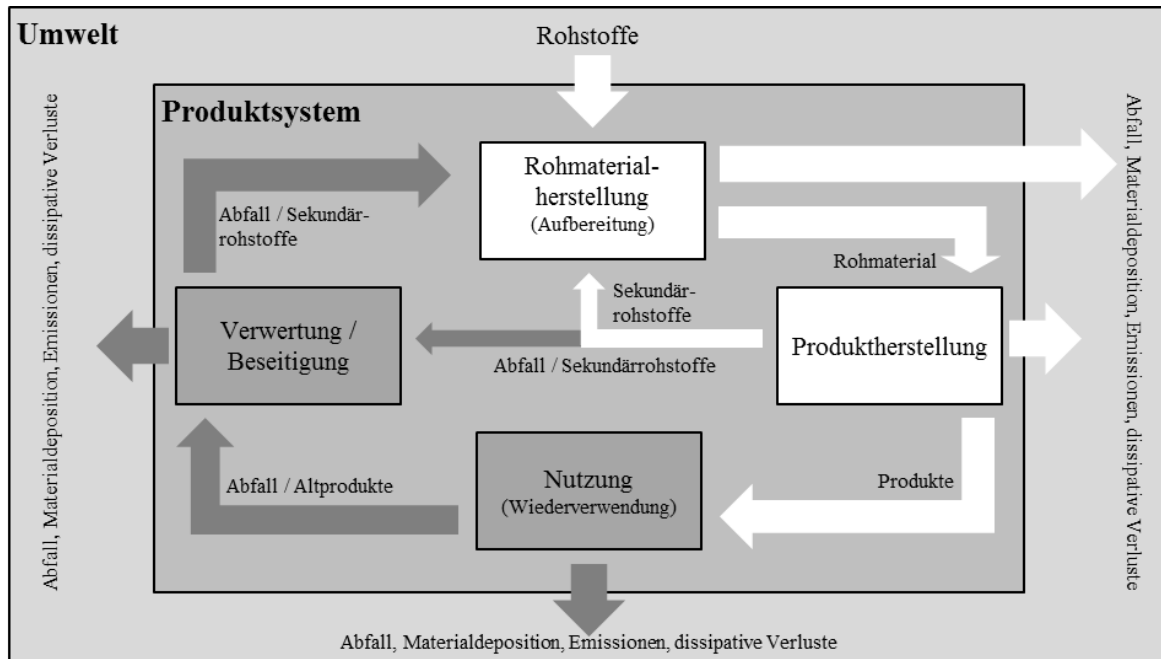 Umwelt
Rohstoffe
Produktsystem
Abfall, Materialdeposition, Emissionen, dissipative Verluste
Rohmaterial-
herstellung
(Aufbereitung)
Abfall, Materialdeposition, Emissionen, dissipative Verluste
Abfall / Sekundär-
rohstoffe
Rohmaterial
Sekundär-
rohstoffe
Verwertung /
Beseitigung
Produktherstellung
Abfall / Sekundärrohstoffe
Abfall / Altprodukte
Nutzung
(Wiederverwendung)
Produkte
Abfall, Materialdeposition, Emissionen, dissipative Verluste